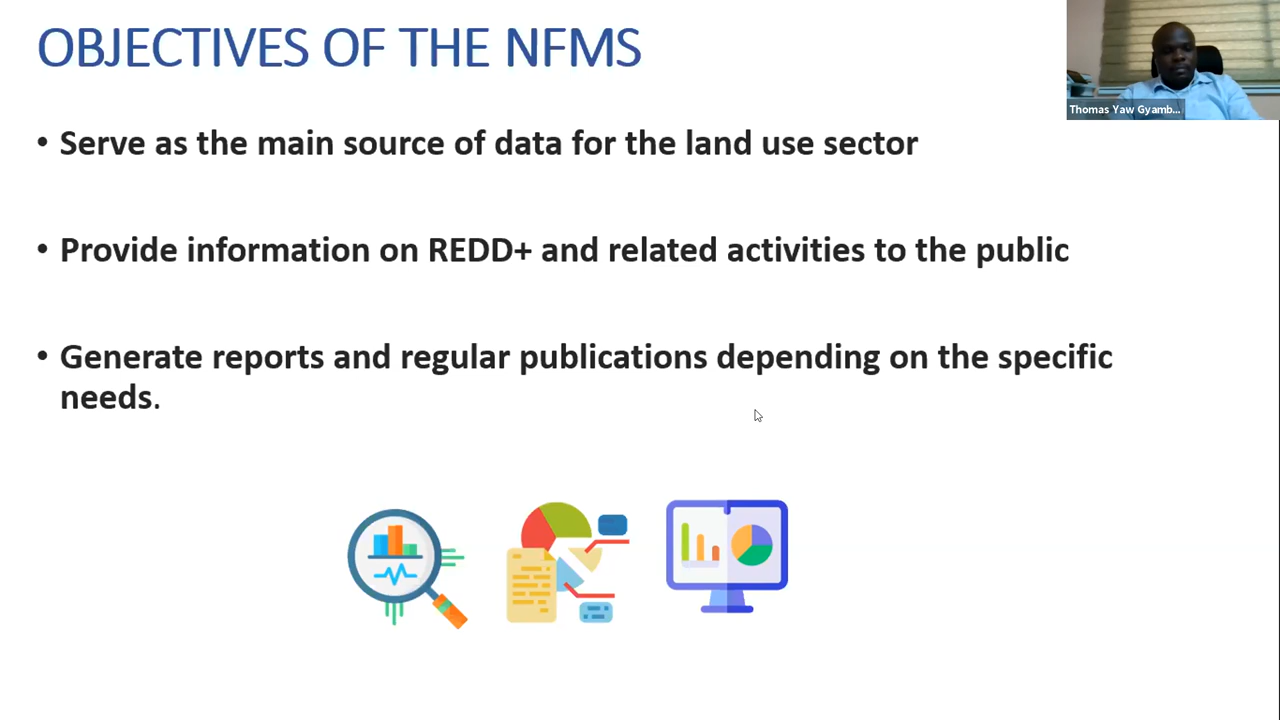 OBJECTIVES OF THE NFMS
Thomas Yaw Gyamb...
• Serve as the main source of data for the land use sector
• Provide information on REDD+ and related activities to the public
• Generate reports and regular publications depending on the specific
needs.